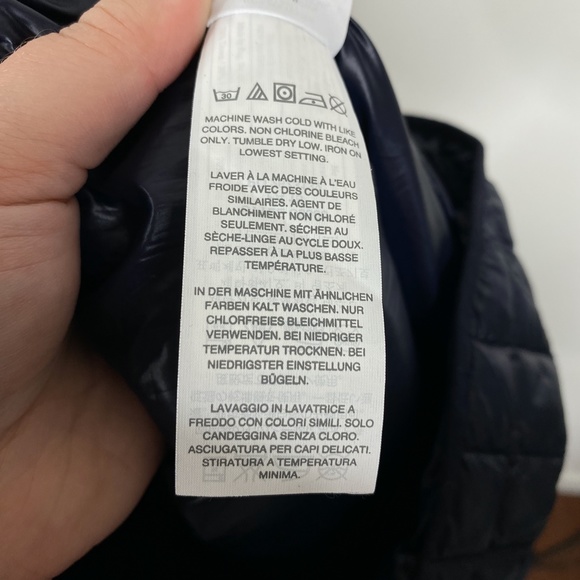 30
MACHINE WASH COLD WITH LIKE
COLORS. NON CHLORINE BLEACH
ONLY. TUMBLE DRY LOW. IRON ON
LOWEST SETTING.
LAVER À LA MACHINE À L'EAU
FROIDE AVEC DES COULEURS
SIMILAIRES. AGENT DE
BLANCHIMENT NON CHLORÉ
SEULEMENT. SÉCHER AU
SÈCHE-LINGE AU CYCLE DOUX.
REPASSER À LA PLUS BASSE
TEMPÉRATURE.
IN DER MASCHINE MIT ÄHNLICHEN
FARBEN KALT WASCHEN. NUR
CHLORFREIES BLEICHMITTEL
VERWENDEN. BEI NIEDRIGER
TEMPERATUR TROCKNEN. BEI
NIEDRIGSTER EINSTELLUNG
BÜGELN.
LAVAGGIO IN LAVATRICE A
FREDDO CON COLORI SIMILI. SOLO
CANDEGGINA SENZA CLORO.
ASCIUGATURA PER CAPI DELICATI.
STIRATURA A TEMPERATURA
MINIMA.